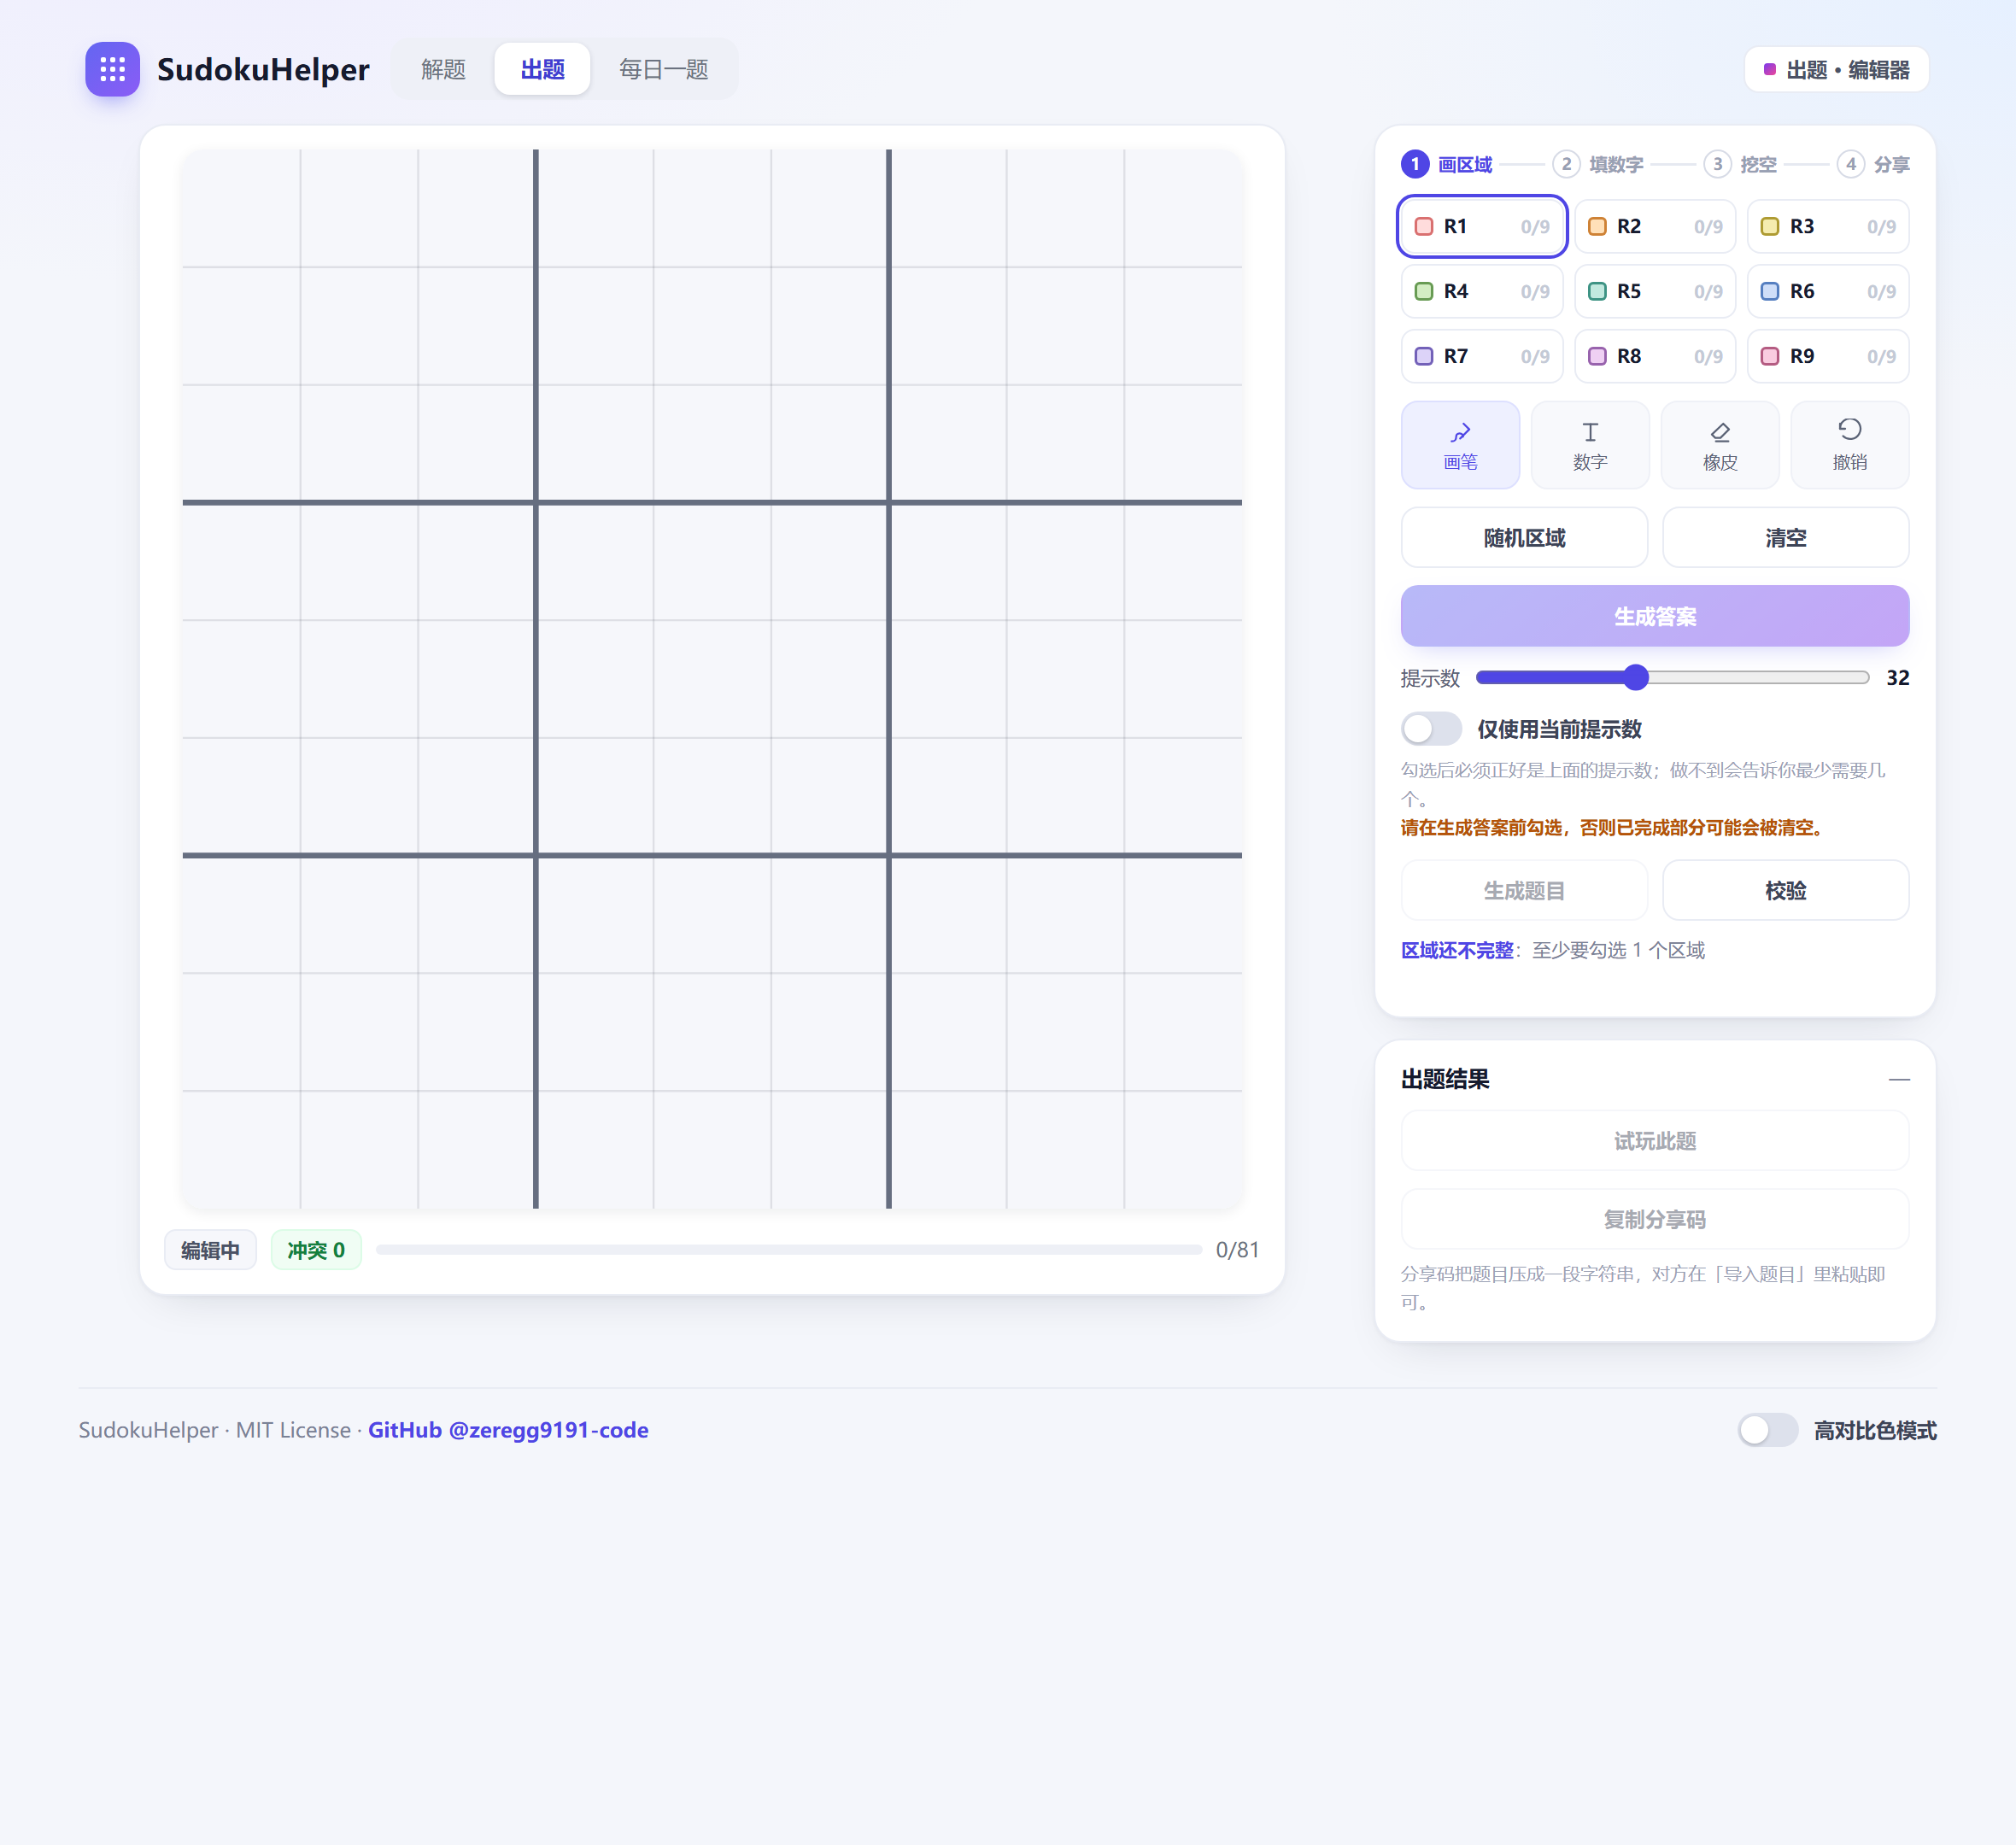 SudokuHelper
解题
出题
每日一题
出题・编辑器
1 画区域
2 填数字
3 挖空
4 分享
R1 0/9
R2 0/9
R3 0/9
R4 0/9
R5 0/9
R6 0/9
R7 0/9
R8 0/9
R9 0/9
画笔
数字
橡皮
撤销
随机区域
清空
生成答案
提示数
32
仅使用当前提示数
勾选后必须正好是上面的提示数；做不到会告诉你最少需要几
个。
请在生成答案前勾选，否则已完成部分可能会被清空。
生成题目
校验
区域还不完整：至少要勾选 1 个区域
编辑中
冲突 0
0/81
出题结果
—
试玩此题
复制分享码
分享码把题目压成一段字符串，对方在「导入题目」里粘贴即
可。
SudokuHelper · MIT License · GitHub @zeregg9191-code
高对比色模式